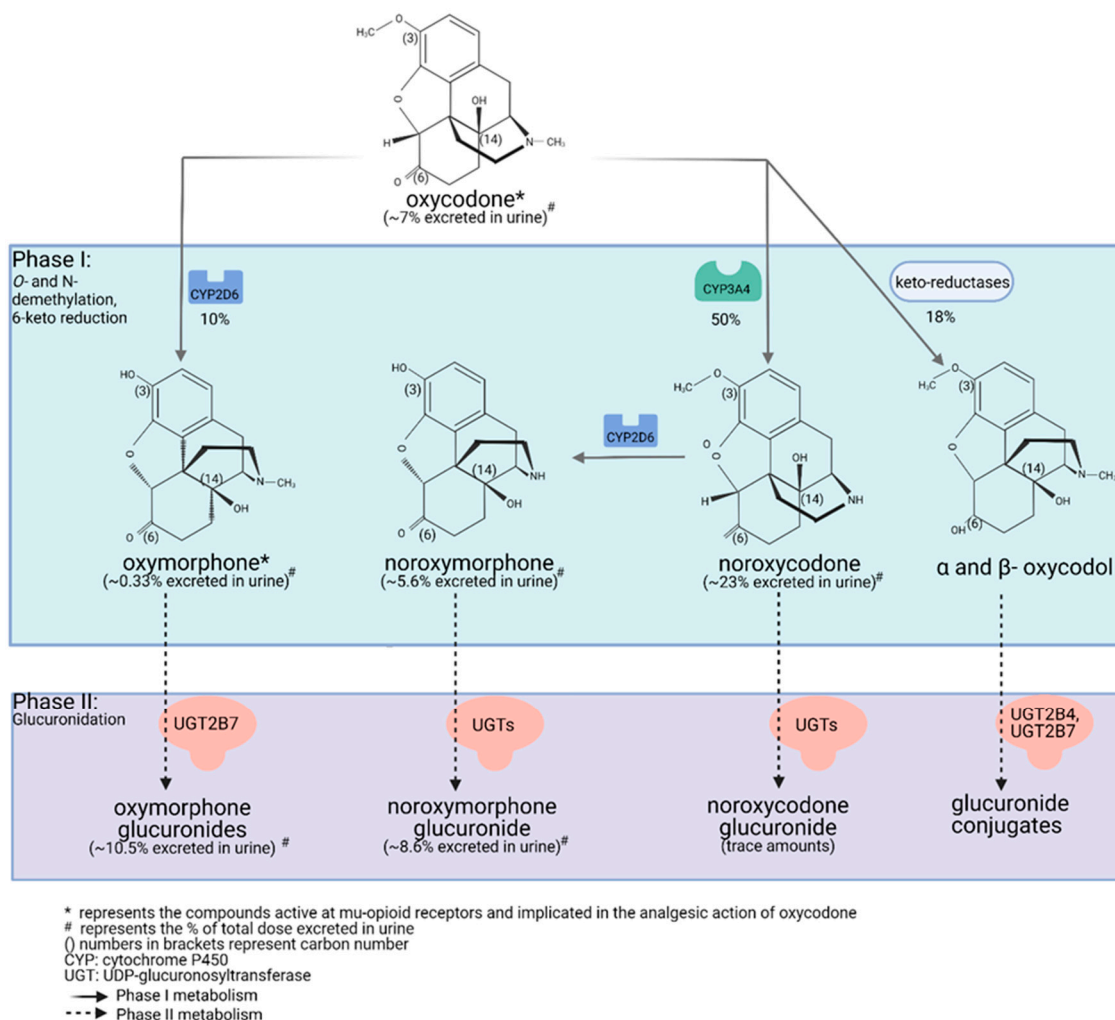 O
H₃C
(3)
O
OH
H
(14)
N
CH₃
O
(6)
oxycodone*
(~7% excreted in urine)#
Phase I:
O- and N-
demethylation,
6-keto reduction
CYP2D6
10%
CYP3A4
50%
keto-reductases
18%
HO
(3)
O
(14)
N
CH₃
OH
O
(6)
oxymorphone*
(~0.33% excreted in urine)#
HO
(3)
O
(14)
NH
OH
O
(6)
noroxymorphone
(~5.6% excreted in urine)#
CYP2D6
O
H₃C
(3)
O
O
OH
H
(14)
NH
O
(6)
noroxycodone
(~23% excreted in urine)#
O
H₃C
(3)
O
(14)
N
CH₃
OH
OH
(6)
α and β- oxycodol
Phase II:
Glucuronidation
UGT2B7
UGTs
UGTs
UGT2B4,
UGT2B7
oxymorphone
glucuronides
(~10.5% excreted in urine) #
noroxymorphone
glucuronide
(~8.6% excreted in urine)#
noroxycodone
glucuronide
(trace amounts)
glucuronide
conjugates
* represents the compounds active at mu-opioid receptors and implicated in the analgesic action of oxycodone
# represents the % of total dose excreted in urine
() numbers in brackets represent carbon number
CYP: cytochrome P450
UGT: UDP-glucuronosyltransferase
Phase I metabolism
Phase II metabolism